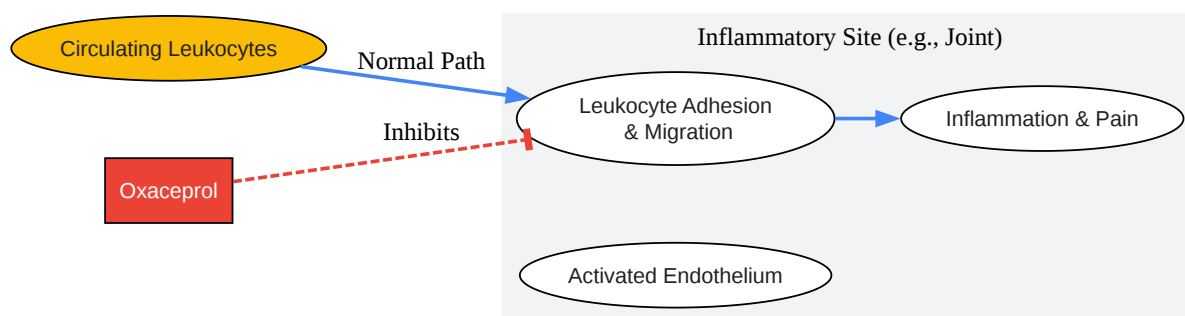 Inflammatory Site (e.g., Joint)
Circulating Leukocytes
Normal Path
Leukocyte Adhesion
& Migration
Inflammation & Pain
Inhibits
Oxaceprol
Activated Endothelium